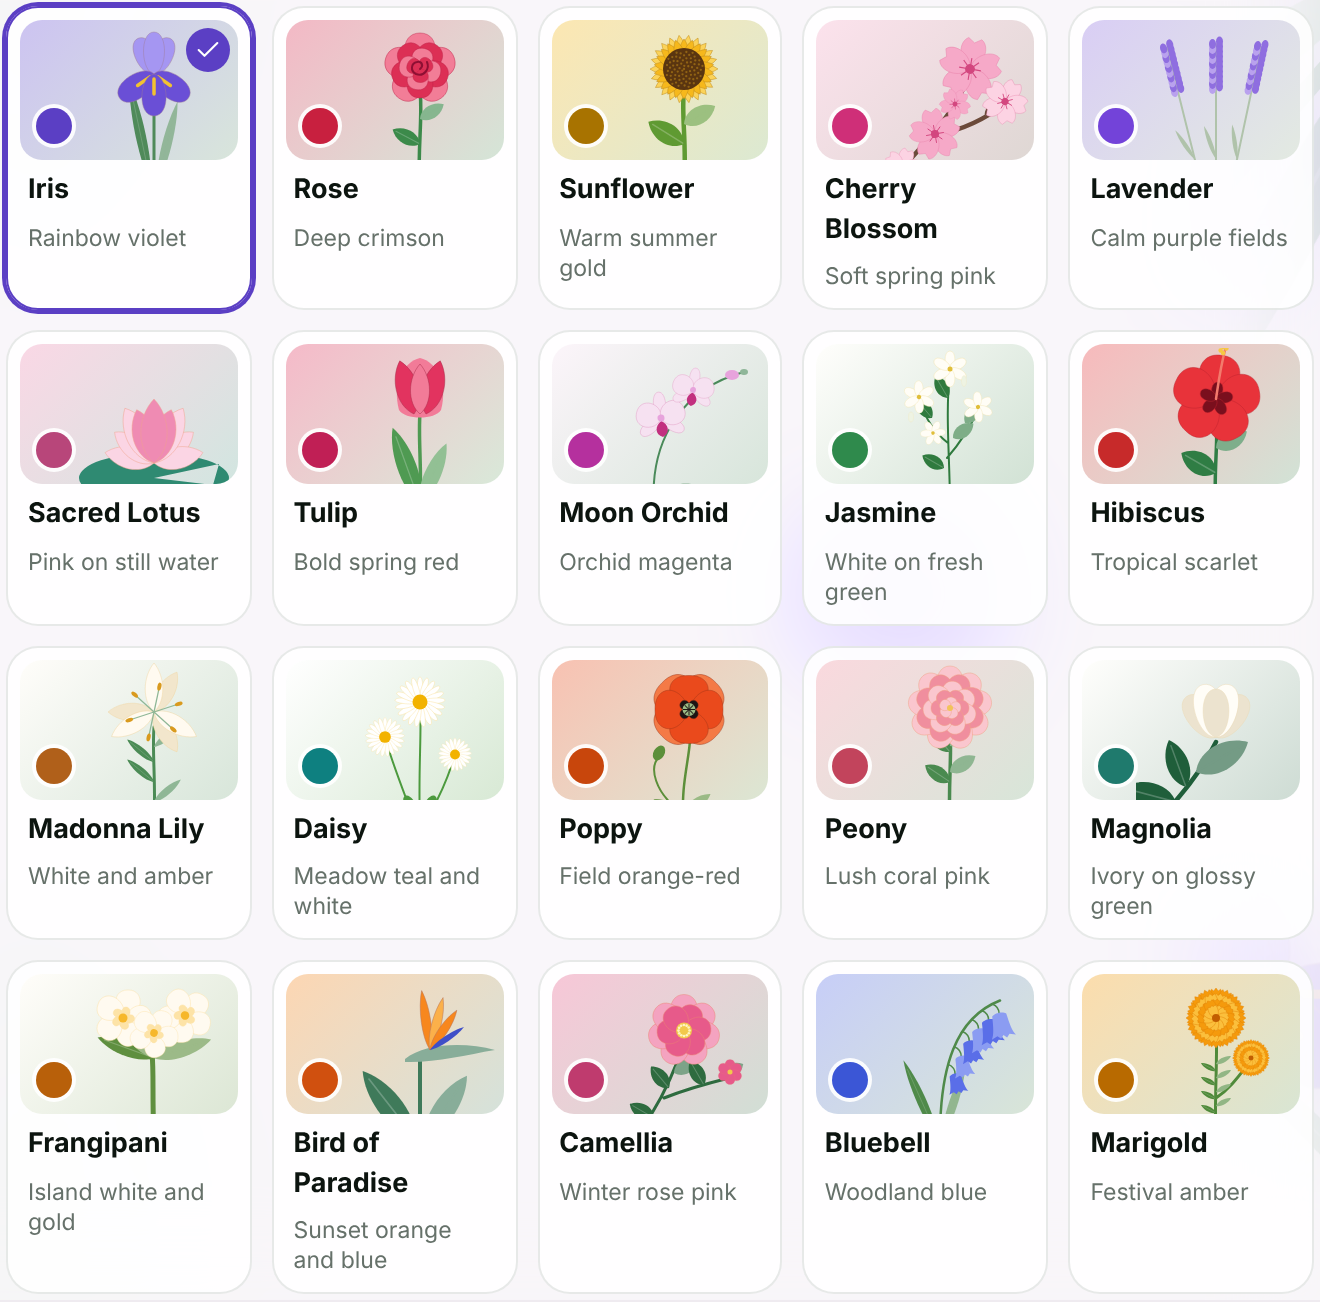 Iris
Rainbow violet
Rose
Deep crimson
Sunflower
Warm summer
gold
Cherry
Blossom
Soft spring pink
Lavender
Calm purple fields
Sacred Lotus
Pink on still water
Tulip
Bold spring red
Moon Orchid
Orchid magenta
Jasmine
White on fresh
green
Hibiscus
Tropical scarlet
Madonna Lily
White and amber
Daisy
Meadow teal and
white
Poppy
Field orange-red
Peony
Lush coral pink
Magnolia
Ivory on glossy
green
Frangipani
Island white and
gold
Bird of
Paradise
Sunset orange
and blue
Camellia
Winter rose pink
Bluebell
Woodland blue
Marigold
Festival amber